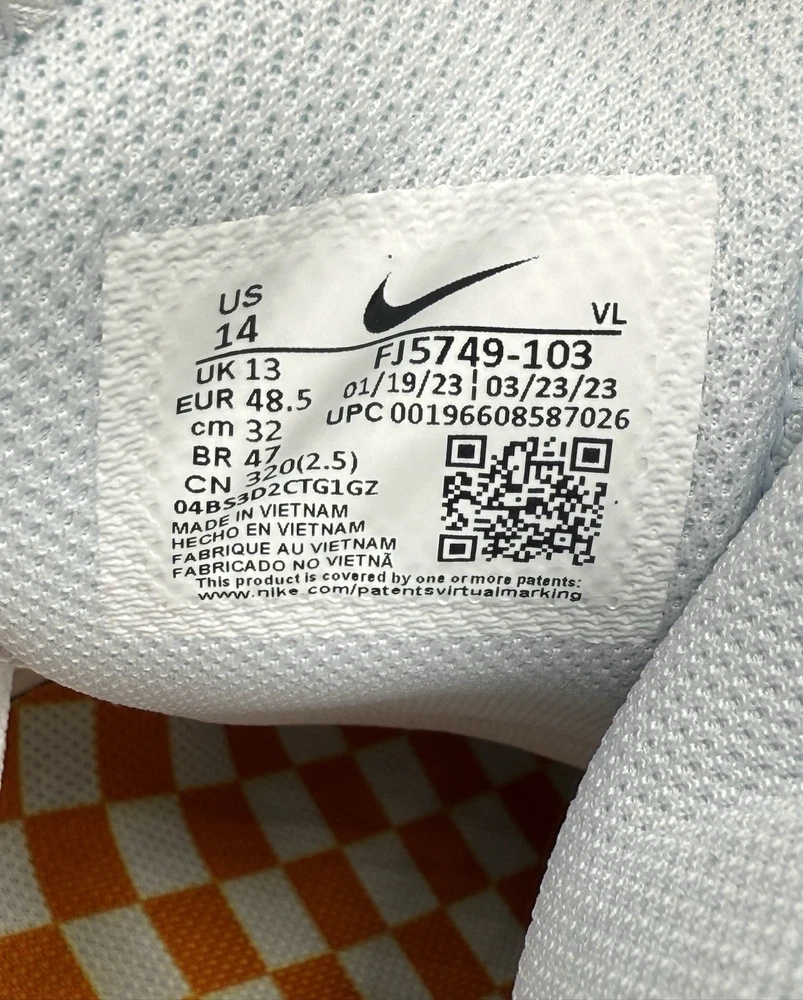 US
14
VL
UK 13
EUR 48.5
cm 32
BR 47
CN 320(2.5)
FJ5749-103
01/19/23 | 03/23/23
UPC 00196608587026
04BS3D2CTG1GZ
MADE IN VIETNAM
HECHO EN VIETNAM
FABRIQUE AU VIETNAM
FABRICADO NO VIETNÃ
This product is covered by one or more patents:
www.nike.com/patentsvirtualmarking